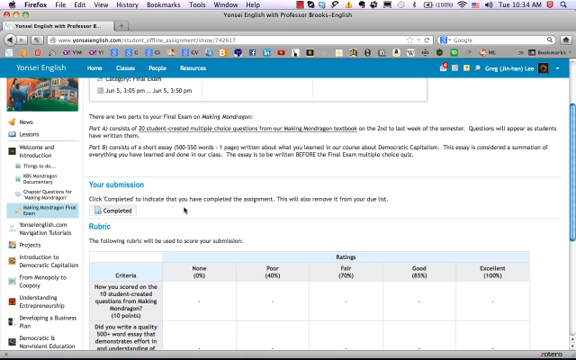 Firefox File Edit View History Bookmarks Tools Window Help
(100%) Tue 10:34 AM
Yonsei English with Professor Brooks–English
Yonsei English with Professor Br...
www.yonseienglish.com/student_offline_assignment/show/742617
Bookmarks
Yonsei English Home Classes People Resources Greg (Jin-han) Lee
Category: Final Exam
Jun 5, 3:05 pm ... Jun 5, 3:50 pm
News
Lessons
Welcome and Introduction
Things to do...
KBS Mondragon Documentary
Chapter Questions for "Making Mondragon"
Making Mondragon Final Exam
Yonseienglish.com Navigation Tutorials
Projects
Introduction to Democratic Capitalism
From Monopoly to Coopoly
Understanding Entrepreneurship
Developing a Business Plan
Democratic & Nonviolent Education
There are two parts to your Final Exam on Making Mondragon:
Part A) consists of 20 student-created multiple choice questions from our Making Mondragon textbook on the 2nd to last week of the semester. Questions will appear as students
have written them.
Part B) consists of a short essay (500-550 words - 1 page) written about what you learned in our course about Democratic Capitalism. This essay is considered a summation of
everything you have learned and done in our class. The essay is to be written BEFORE the Final Exam multiple choice quiz.
Your submission
Click 'Completed' to indicate that you have completed the assignment. This will also remove it from your due list.
Completed
Rubric
The following rubric will be used to score your submission:
Ratings
Criteria None (0%) Poor (40%) Fair (70%) Good (85%) Excellent (100%)
How you scored on the
10 student-created
questions from Making
Mondragon?
(10 points)
- - - - -
Did you write a quality
500+ word essay that
demonstrates effort in
and understanding of
- - - - -
zotero